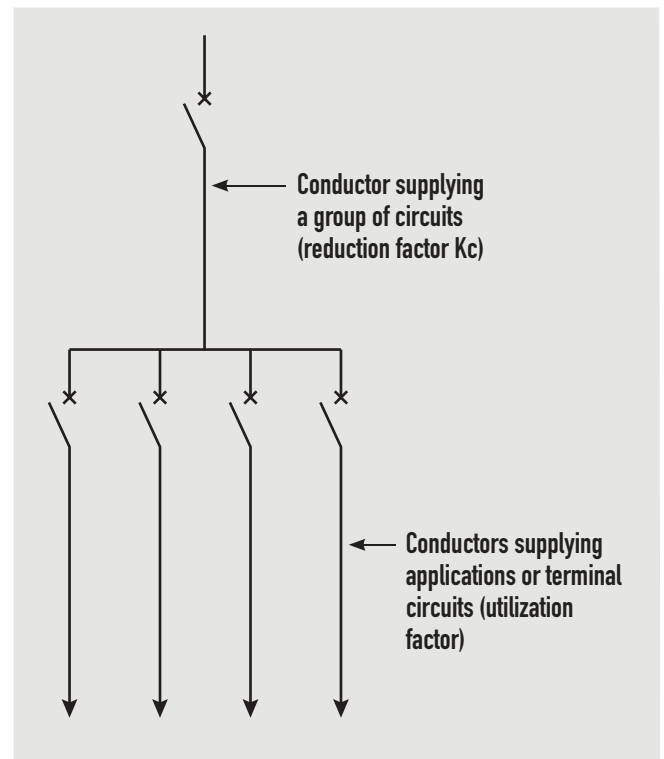 Conductor supplying
a group of circuits
(reduction factor Kc)
Conductors supplying
applications or terminal
circuits (utilization
factor)